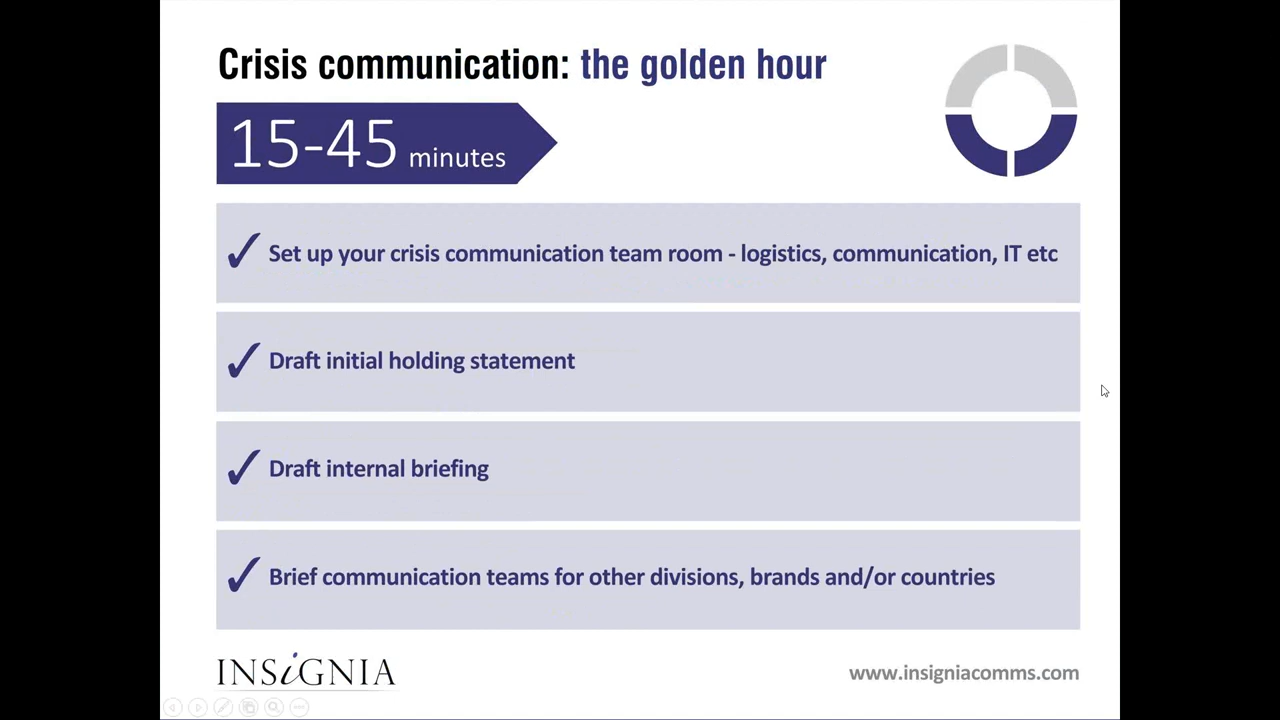 Crisis communication: the golden hour
15-45 minutes
Set up your crisis communication team room - logistics, communication, IT etc
Draft initial holding statement
Draft internal briefing
Brief communication teams for other divisions, brands and/or countries
INSiGNIA
www.insigniacomms.com